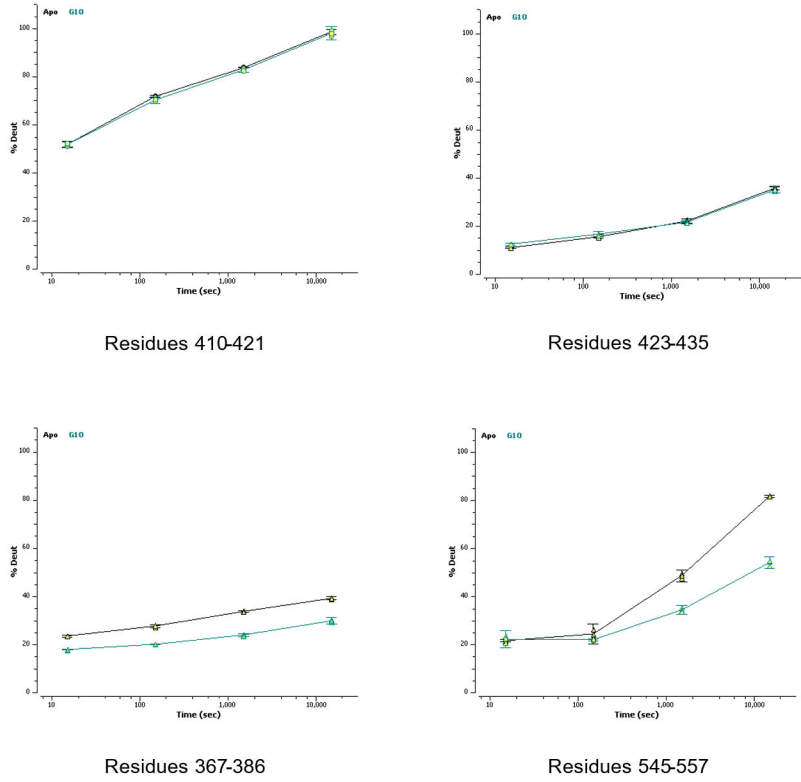 Apo G10
100
80
60
40
20
0
% Deut
10 100 1,000 10,000
Time (sec)
Residues 410-421
Apo G10
100
80
60
40
20
0
% Deut
10 100 1,000 10,000
Time (sec)
Residues 423-435
Apo G10
100
80
60
40
20
0
% Deut
10 100 1,000 10,000
Time (sec)
Residues 367-386
Apo G10
100
80
60
40
20
0
% Deut
10 100 1,000 10,000
Time (sec)
Residues 545-557